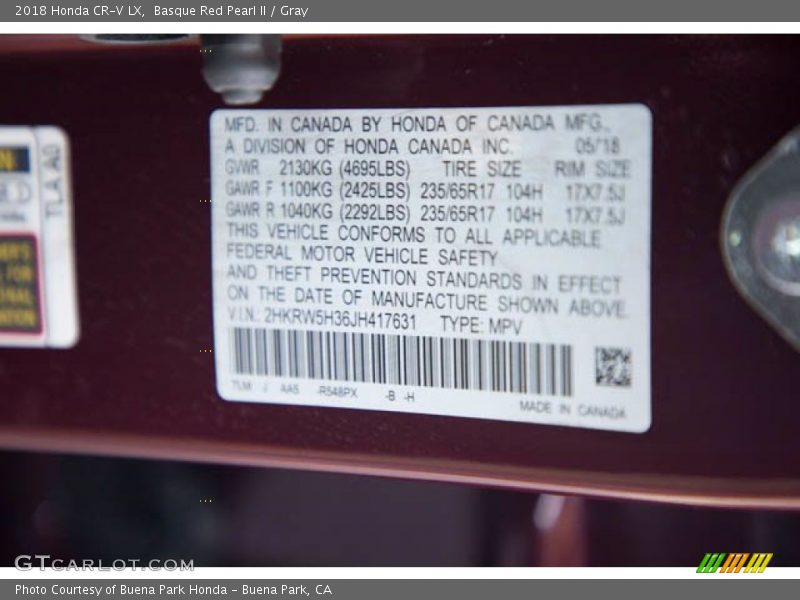 2018 Honda CR-V LX, Basque Red Pearl II / Gray
MFD. IN CANADA BY HONDA OF CANADA MFG.,
A DIVISION OF HONDA CANADA INC. 05/18
GVWR 2130KG (4695LBS) TIRE SIZE RIM SIZE
GAWR F 1100KG (2425LBS) 235/65R17 104H 17X7.5J
GAWR R 1040KG (2292LBS) 235/65R17 104H 17X7.5J
THIS VEHICLE CONFORMS TO ALL APPLICABLE
FEDERAL MOTOR VEHICLE SAFETY
AND THEFT PREVENTION STANDARDS IN EFFECT
ON THE DATE OF MANUFACTURE SHOWN ABOVE.
V.I.N.: 2HKRW5H36JH417631 TYPE: MPV
TLM J AA5 -R548PX -B -H
MADE IN CANADA
TLA A0
GTCARLOT.COM
Photo Courtesy of Buena Park Honda - Buena Park, CA